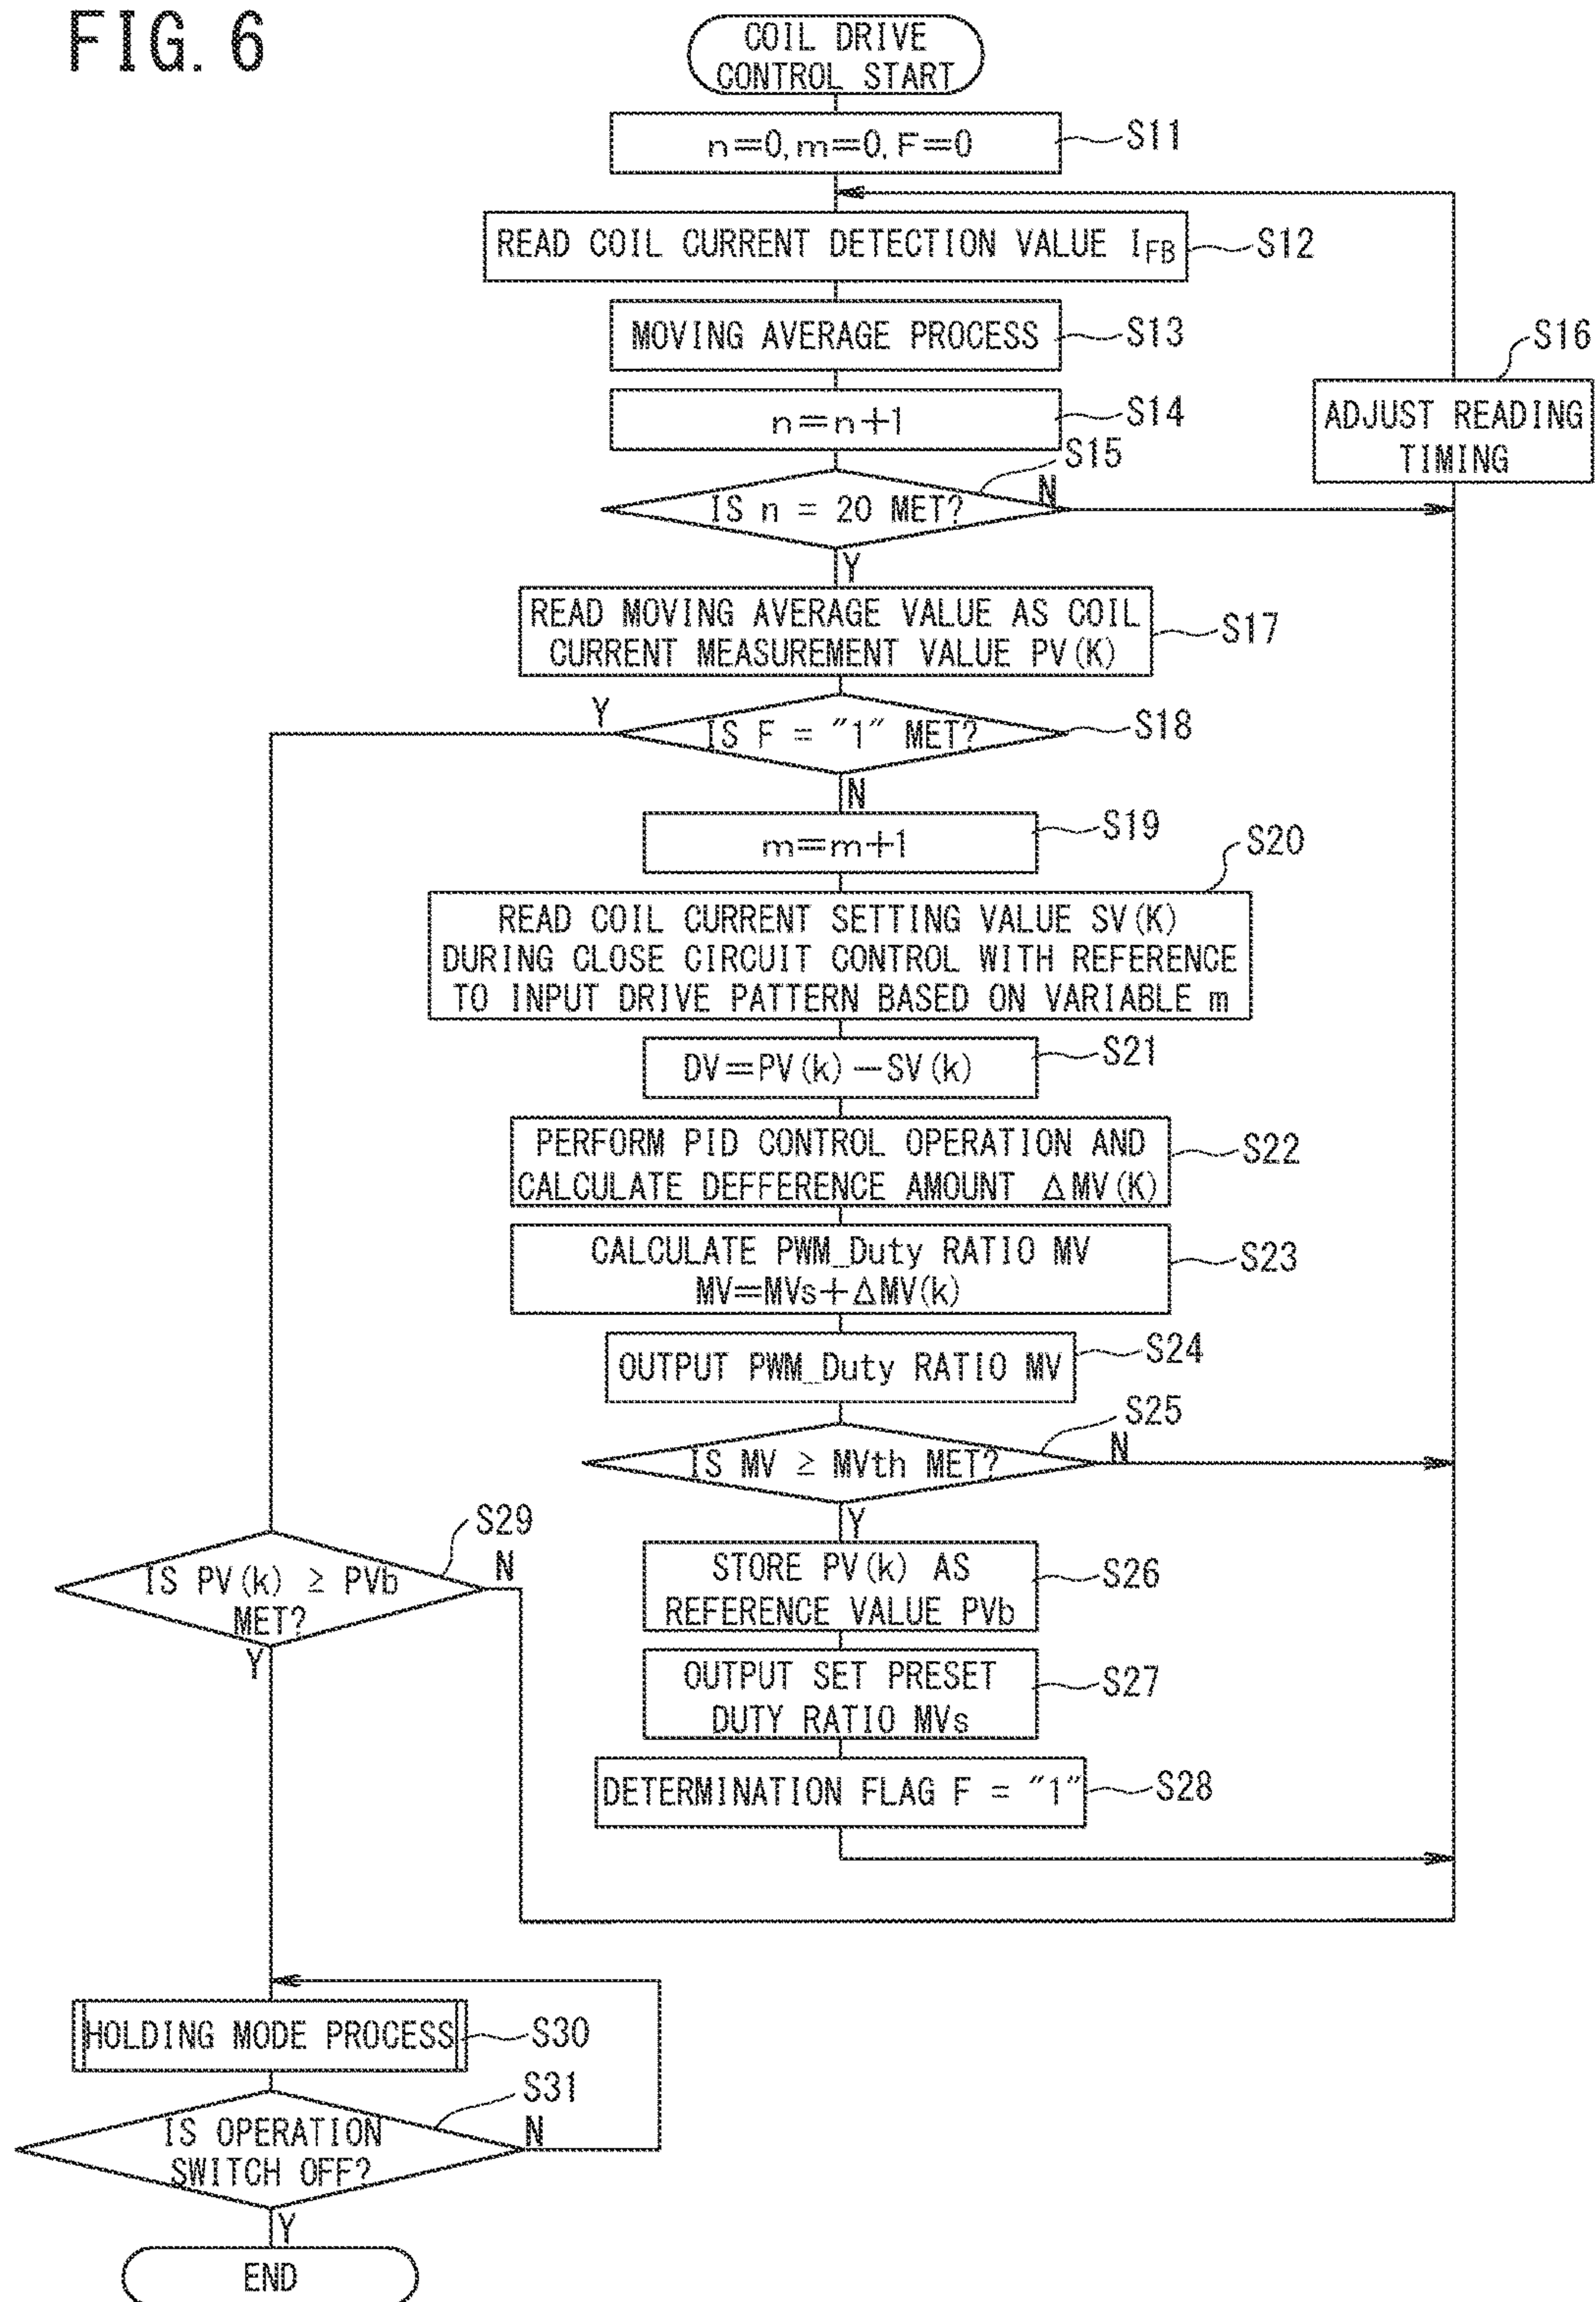 FIG. 6
COIL DRIVE
CONTROL START
n=0, m=0, F=0
S11
READ COIL CURRENT DETECTION VALUE IFB
S12
MOVING AVERAGE PROCESS
S13
S16
n=n+1
S14
ADJUST READING
TIMING
S15
IS n = 20 MET?
N
Y
READ MOVING AVERAGE VALUE AS COIL
CURRENT MEASUREMENT VALUE PV(K)
S17
Y
IS F = "1" MET?
S18
N
m=m+1
S19
S20
READ COIL CURRENT SETTING VALUE SV(K)
DURING CLOSE CIRCUIT CONTROL WITH REFERENCE
TO INPUT DRIVE PATTERN BASED ON VARIABLE m
DV=PV(k)-SV(k)
S21
PERFORM PID CONTROL OPERATION AND
CALCULATE DEFFERENCE AMOUNT ΔMV(K)
S22
CALCULATE PWM_Duty RATIO MV
MV=MVs+ΔMV(k)
S23
OUTPUT PWM_Duty RATIO MV
S24
S25
IS MV ≥ MVth MET?
N
Y
S29
IS PV(k) ≥ PVb
MET?
N
Y
STORE PV(k) AS
REFERENCE VALUE PVb
S26
OUTPUT SET PRESET
DUTY RATIO MVs
S27
DETERMINATION FLAG F = "1"
S28
HOLDING MODE PROCESS
S30
S31
IS OPERATION
SWITCH OFF?
N
Y
END